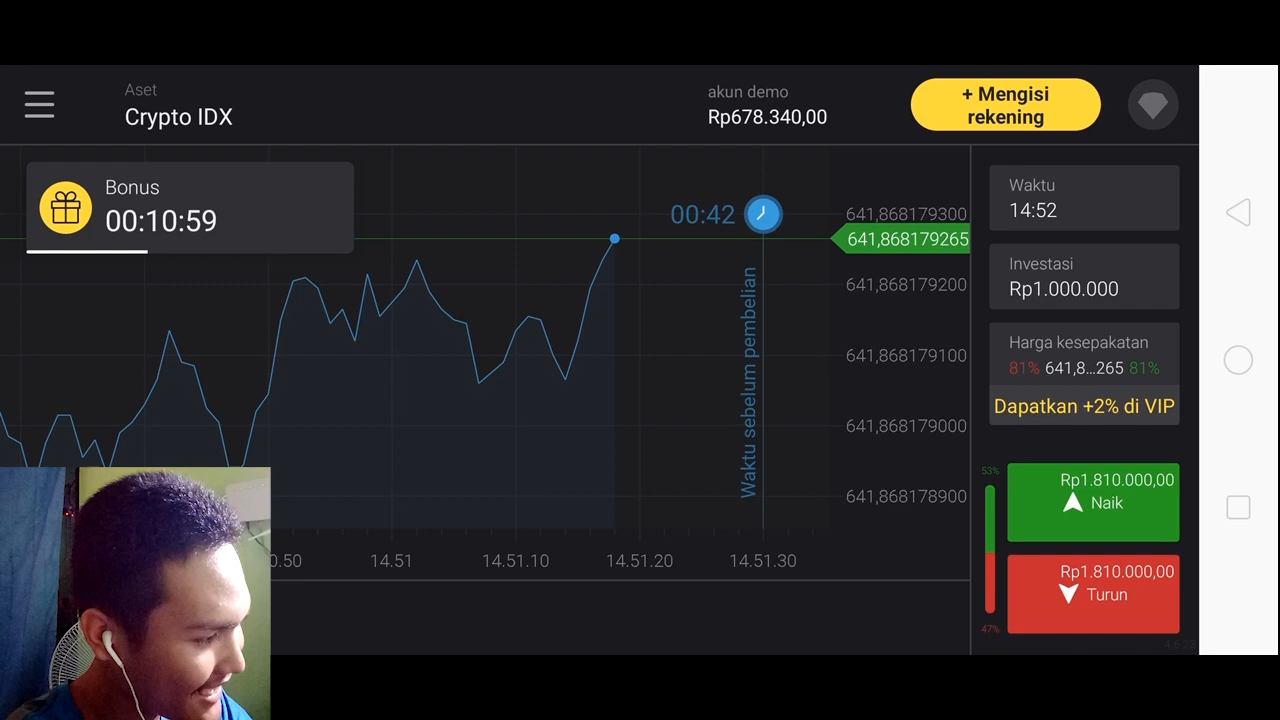 Aset
Crypto IDX
akun demo
Rp678.340,00
+ Mengisi
rekening
Bonus
00:10:59
00:42
Waktu sebelum pembelian
641,868179300
641,868179265
641,868179200
641,868179100
641,868179000
641,868178900
0.50
14.51
14.51.10
14.51.20
14.51.30
Waktu
14:52
Investasi
Rp1.000.000
Harga kesepakatan
81% 641,8...265 81%
Dapatkan +2% di VIP
53%
Rp1.810.000,00
Naik
Rp1.810.000,00
Turun
47%